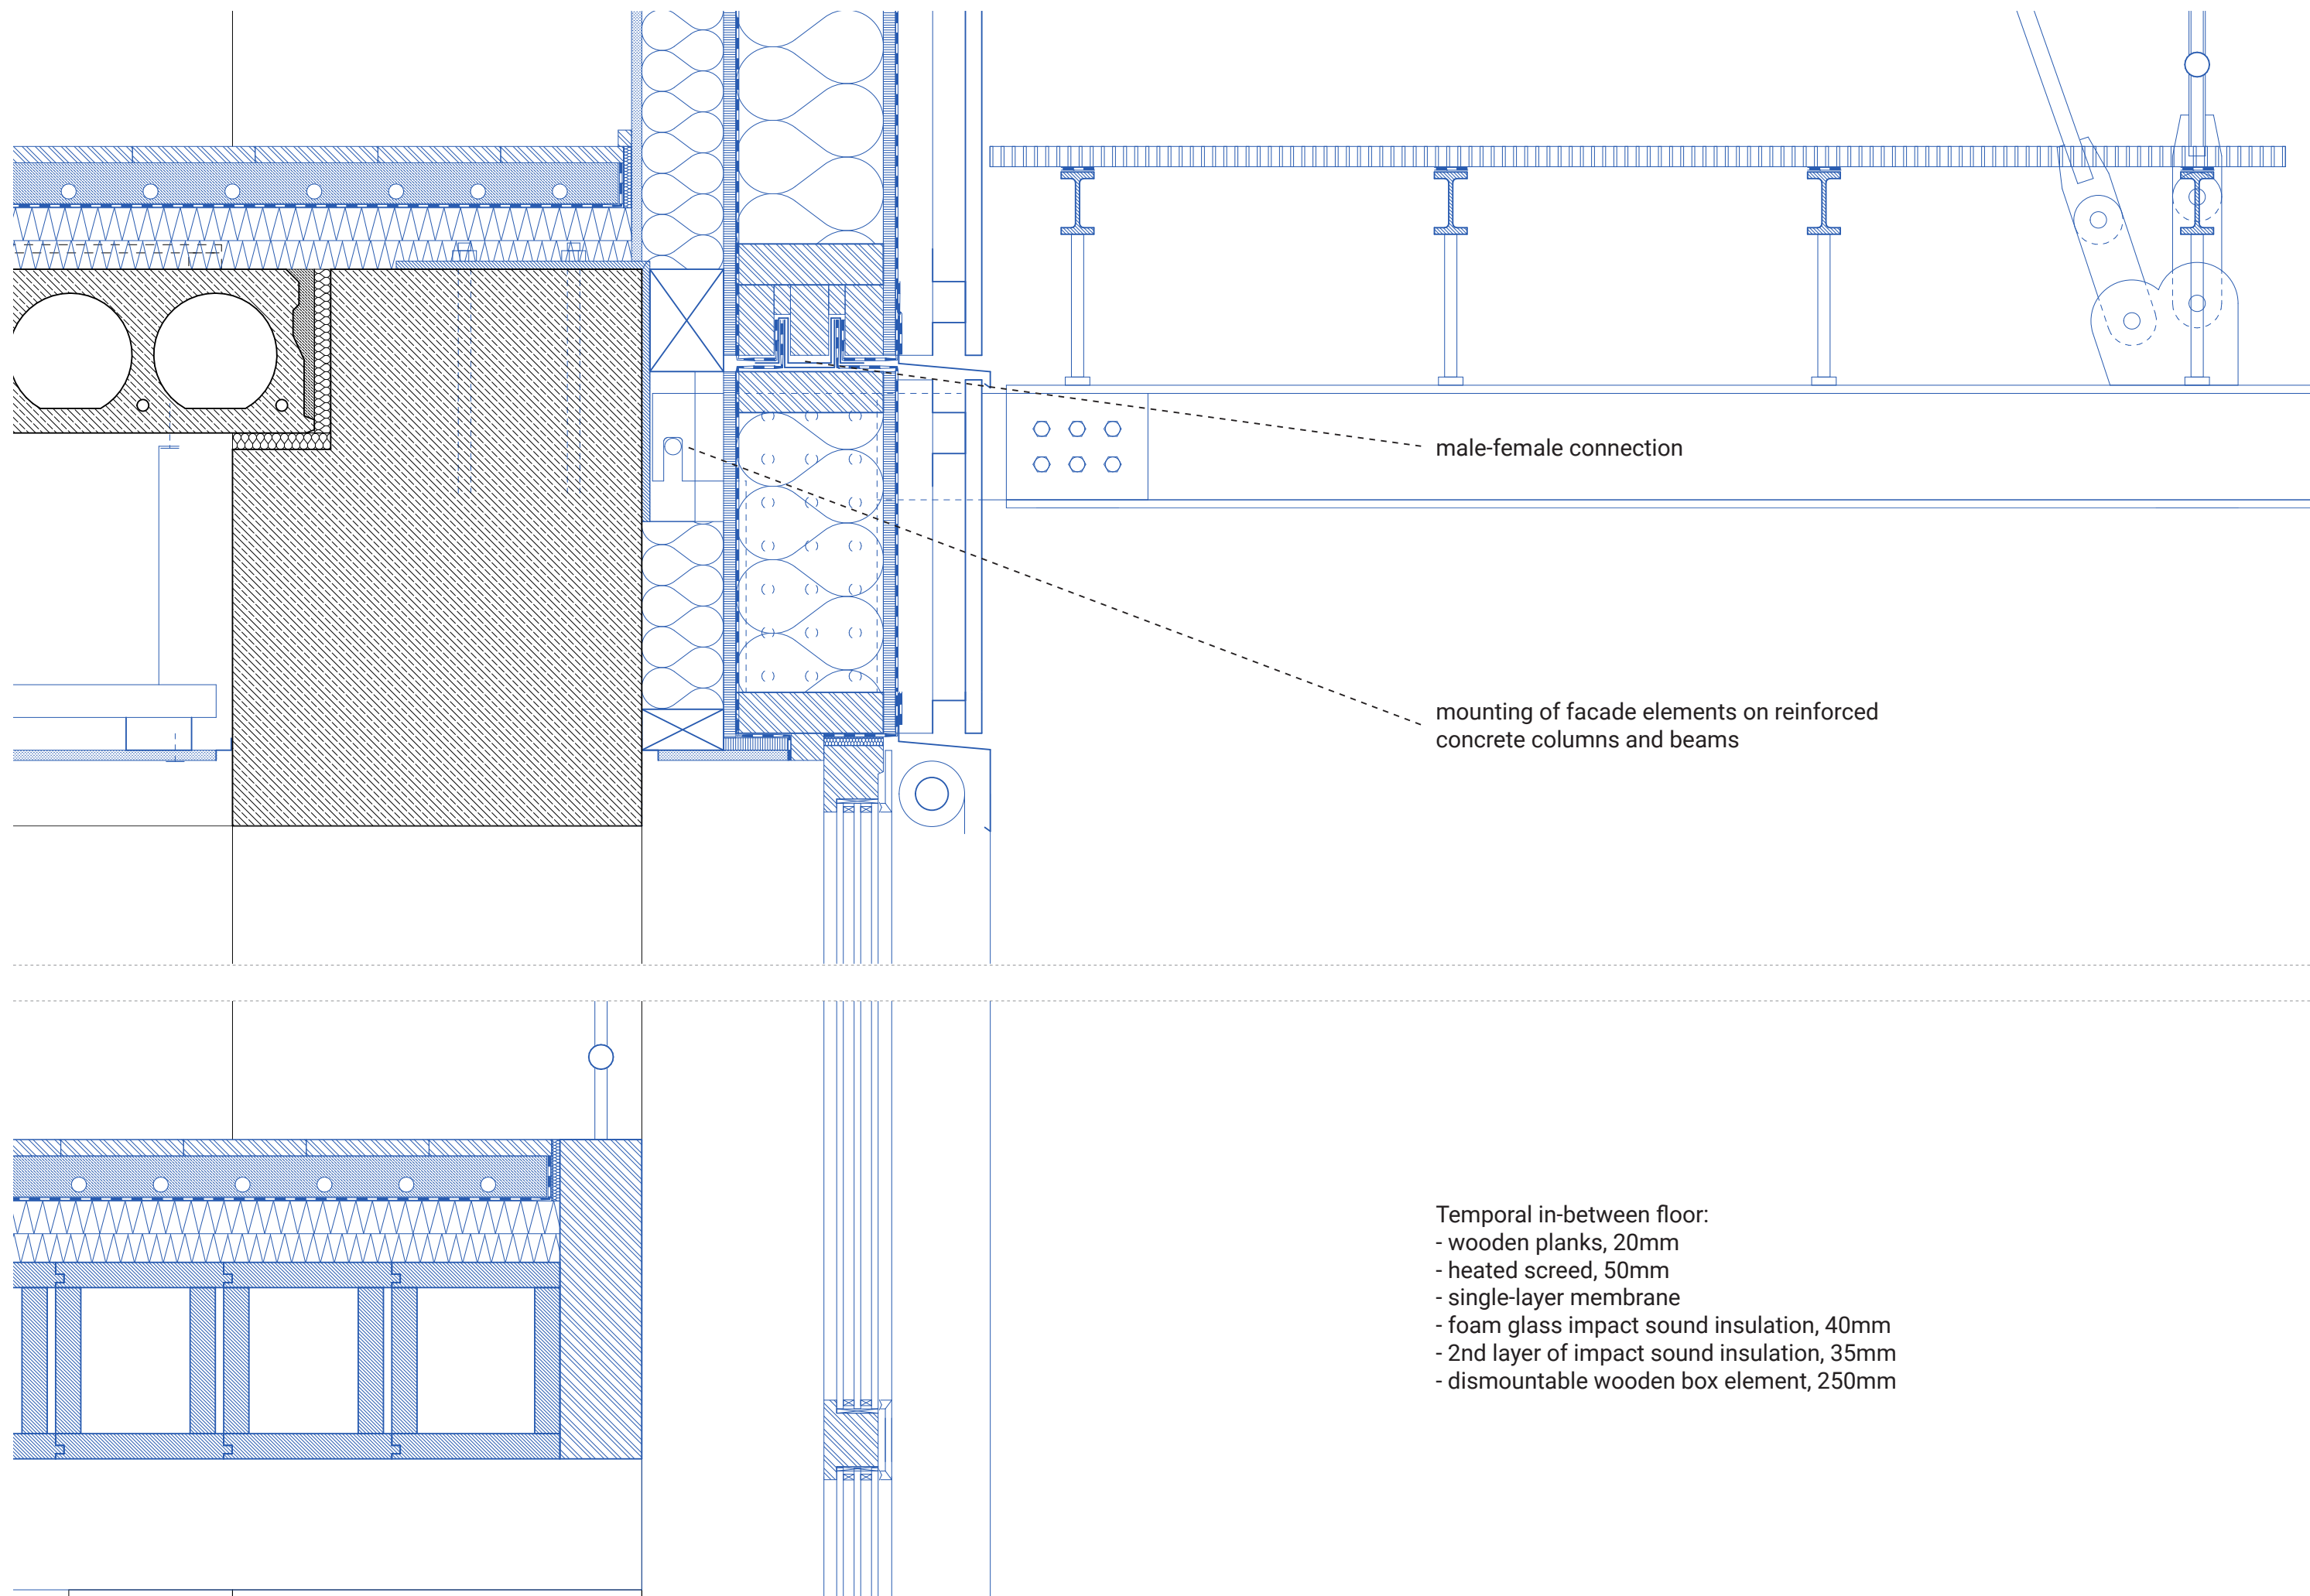 male-female connection
mounting of facade elements on reinforced
concrete columns and beams
Temporal in-between floor:
- wooden planks, 20mm
- heated screed, 50mm
- single-layer membrane
- foam glass impact sound insulation, 40mm
- 2nd layer of impact sound insulation, 35mm
- dismountable wooden box element, 250mm